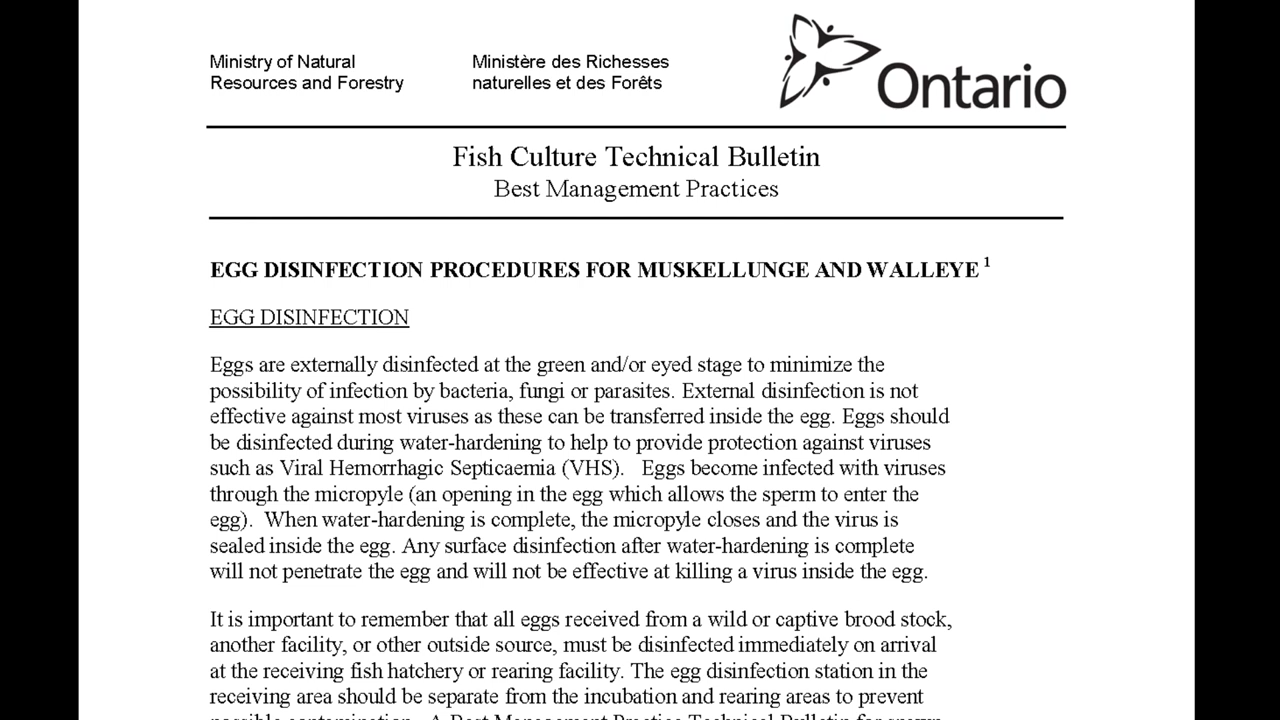 Ministry of Natural
Resources and Forestry
Ministère des Richesses
naturelles et des Forêts
Ontario
Fish Culture Technical Bulletin
Best Management Practices
EGG DISINFECTION PROCEDURES FOR MUSKELLUNGE AND WALLEYE 1
EGG DISINFECTION
Eggs are externally disinfected at the green and/or eyed stage to minimize the
possibility of infection by bacteria, fungi or parasites. External disinfection is not
effective against most viruses as these can be transferred inside the egg. Eggs should
be disinfected during water-hardening to help to provide protection against viruses
such as Viral Hemorrhagic Septicaemia (VHS).   Eggs become infected with viruses
through the micropyle (an opening in the egg which allows the sperm to enter the
egg).  When water-hardening is complete, the micropyle closes and the virus is
sealed inside the egg. Any surface disinfection after water-hardening is complete
will not penetrate the egg and will not be effective at killing a virus inside the egg.
It is important to remember that all eggs received from a wild or captive brood stock,
another facility, or other outside source, must be disinfected immediately on arrival
at the receiving fish hatchery or rearing facility. The egg disinfection station in the
receiving area should be separate from the incubation and rearing areas to prevent
possible contamination.  A Best Management Practice Technical Bulletin for spawn